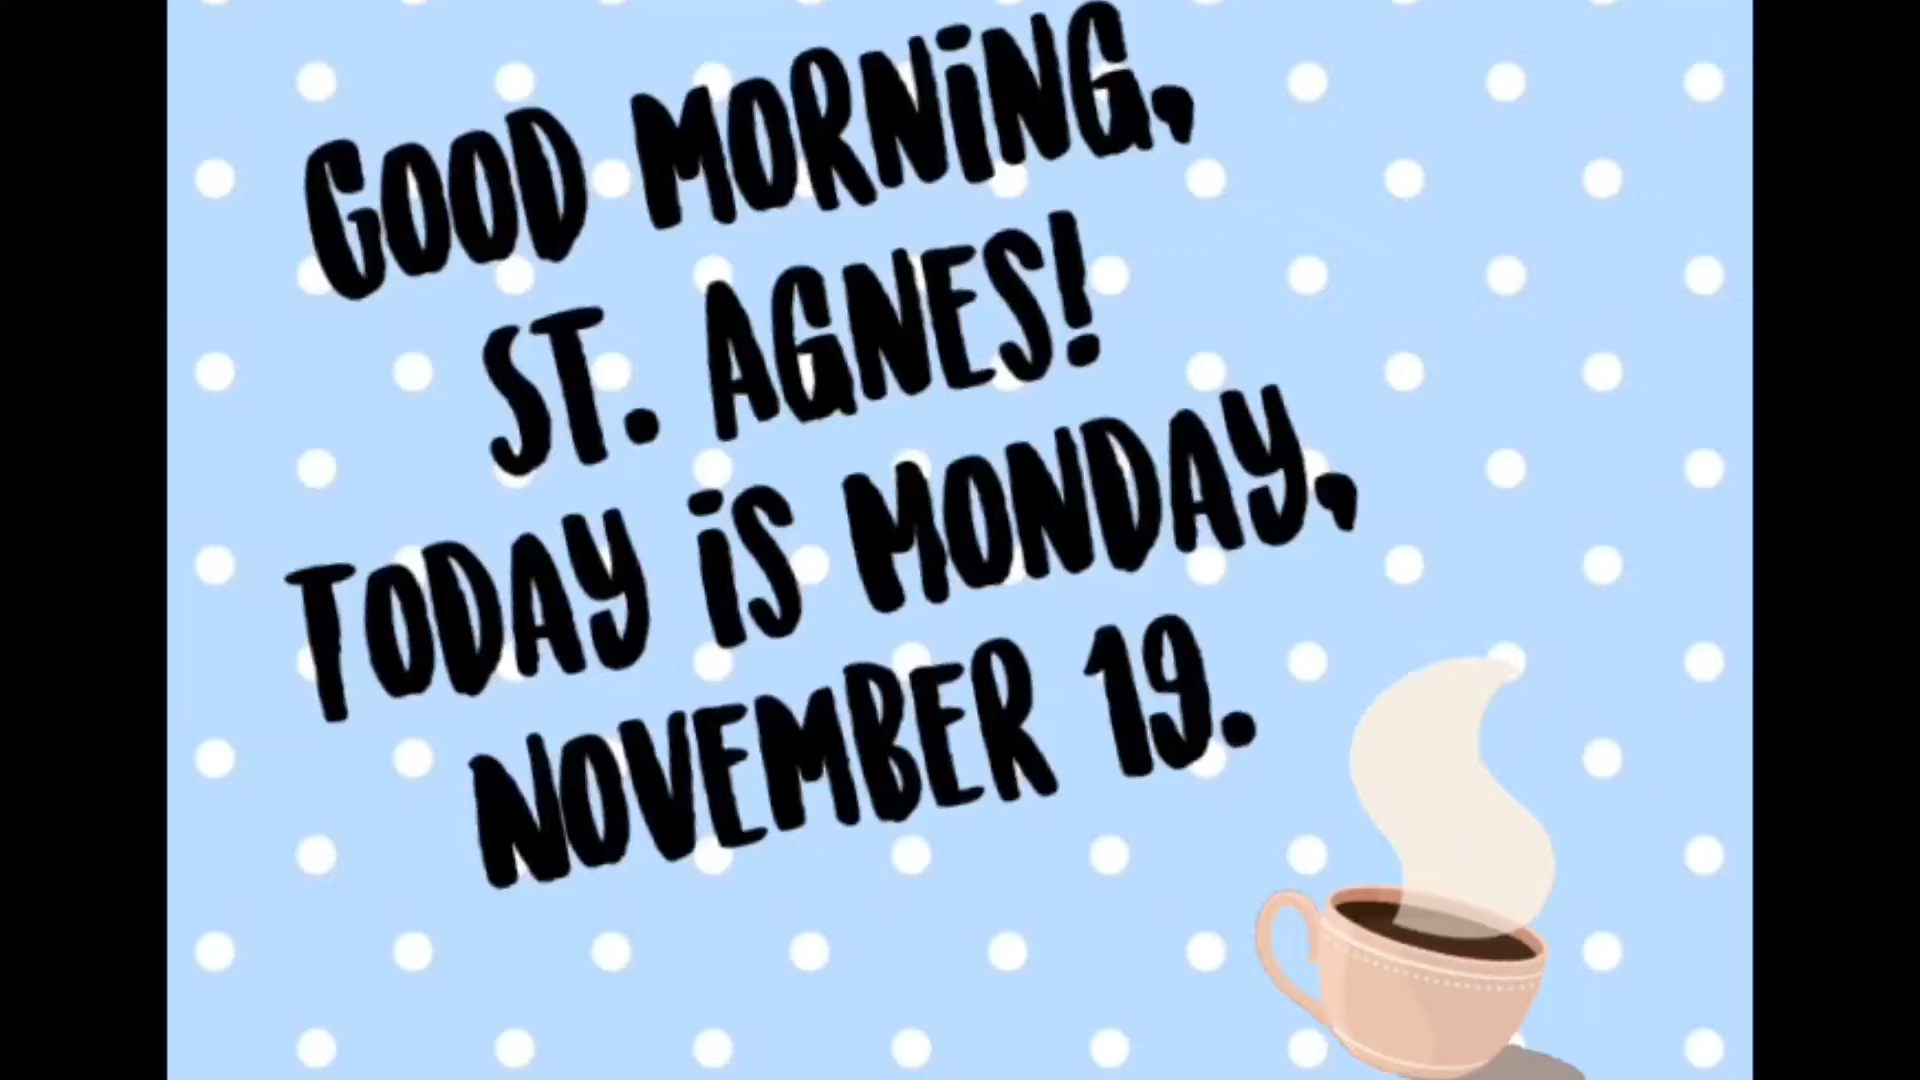 GOOD MORNING,
ST. AGNES!
TODAY IS MONDAY,
NOVEMBER 19.